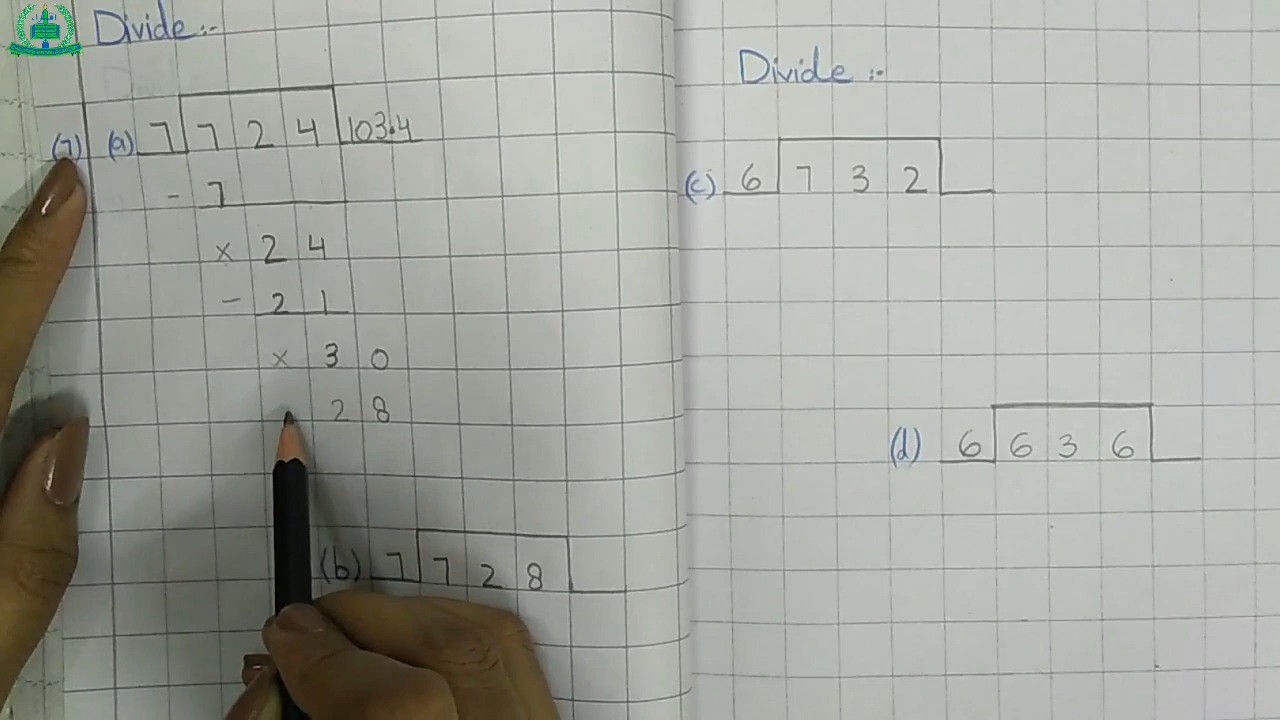 Divide :-
(7) (a) 7 7 2 4 103.4
- 7
x 2 4
- 2 1
x 3 0
2 8
(b) 7 7 2 8
Divide :-
(c) 6 7 3 2
(d) 6 6 3 6